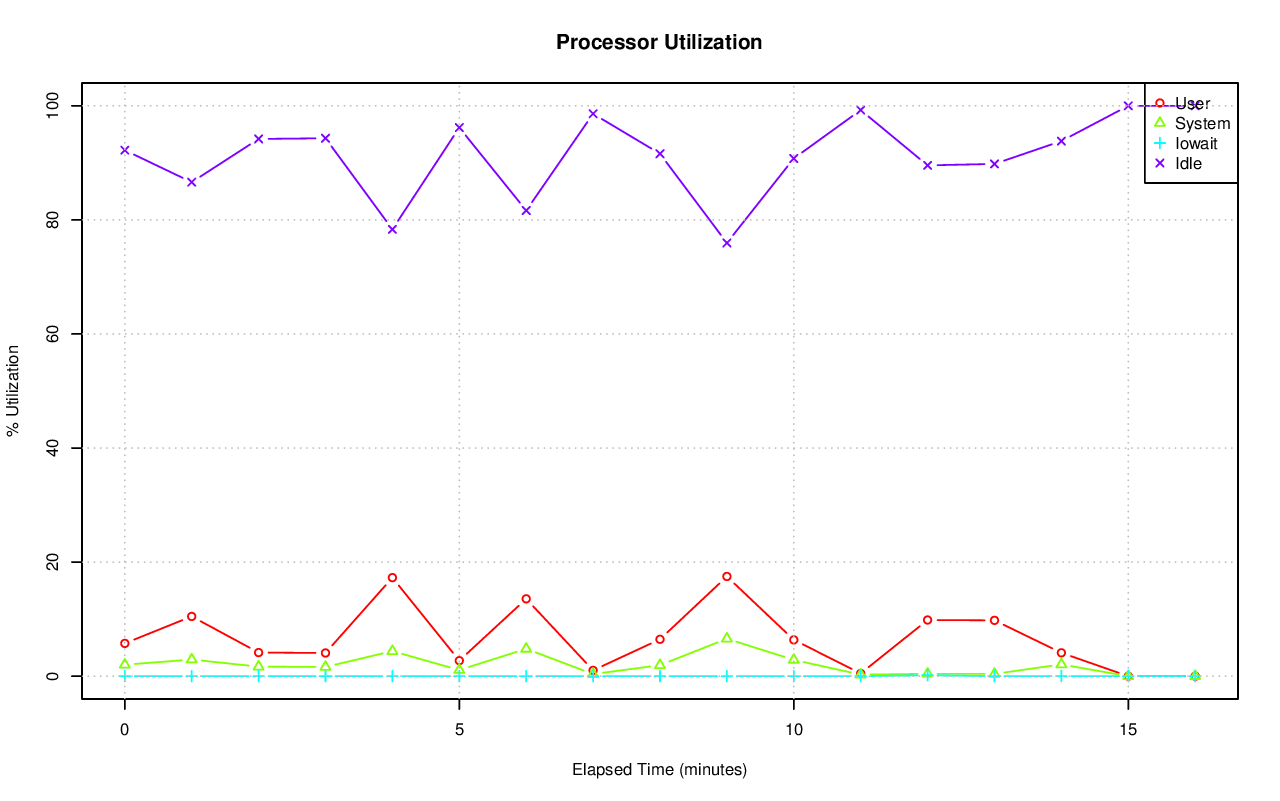 Processor Utilization
100
80
60
40
20
0
% Utilization
User
System
Iowait
Idle
0 5 10 15
Elapsed Time (minutes)